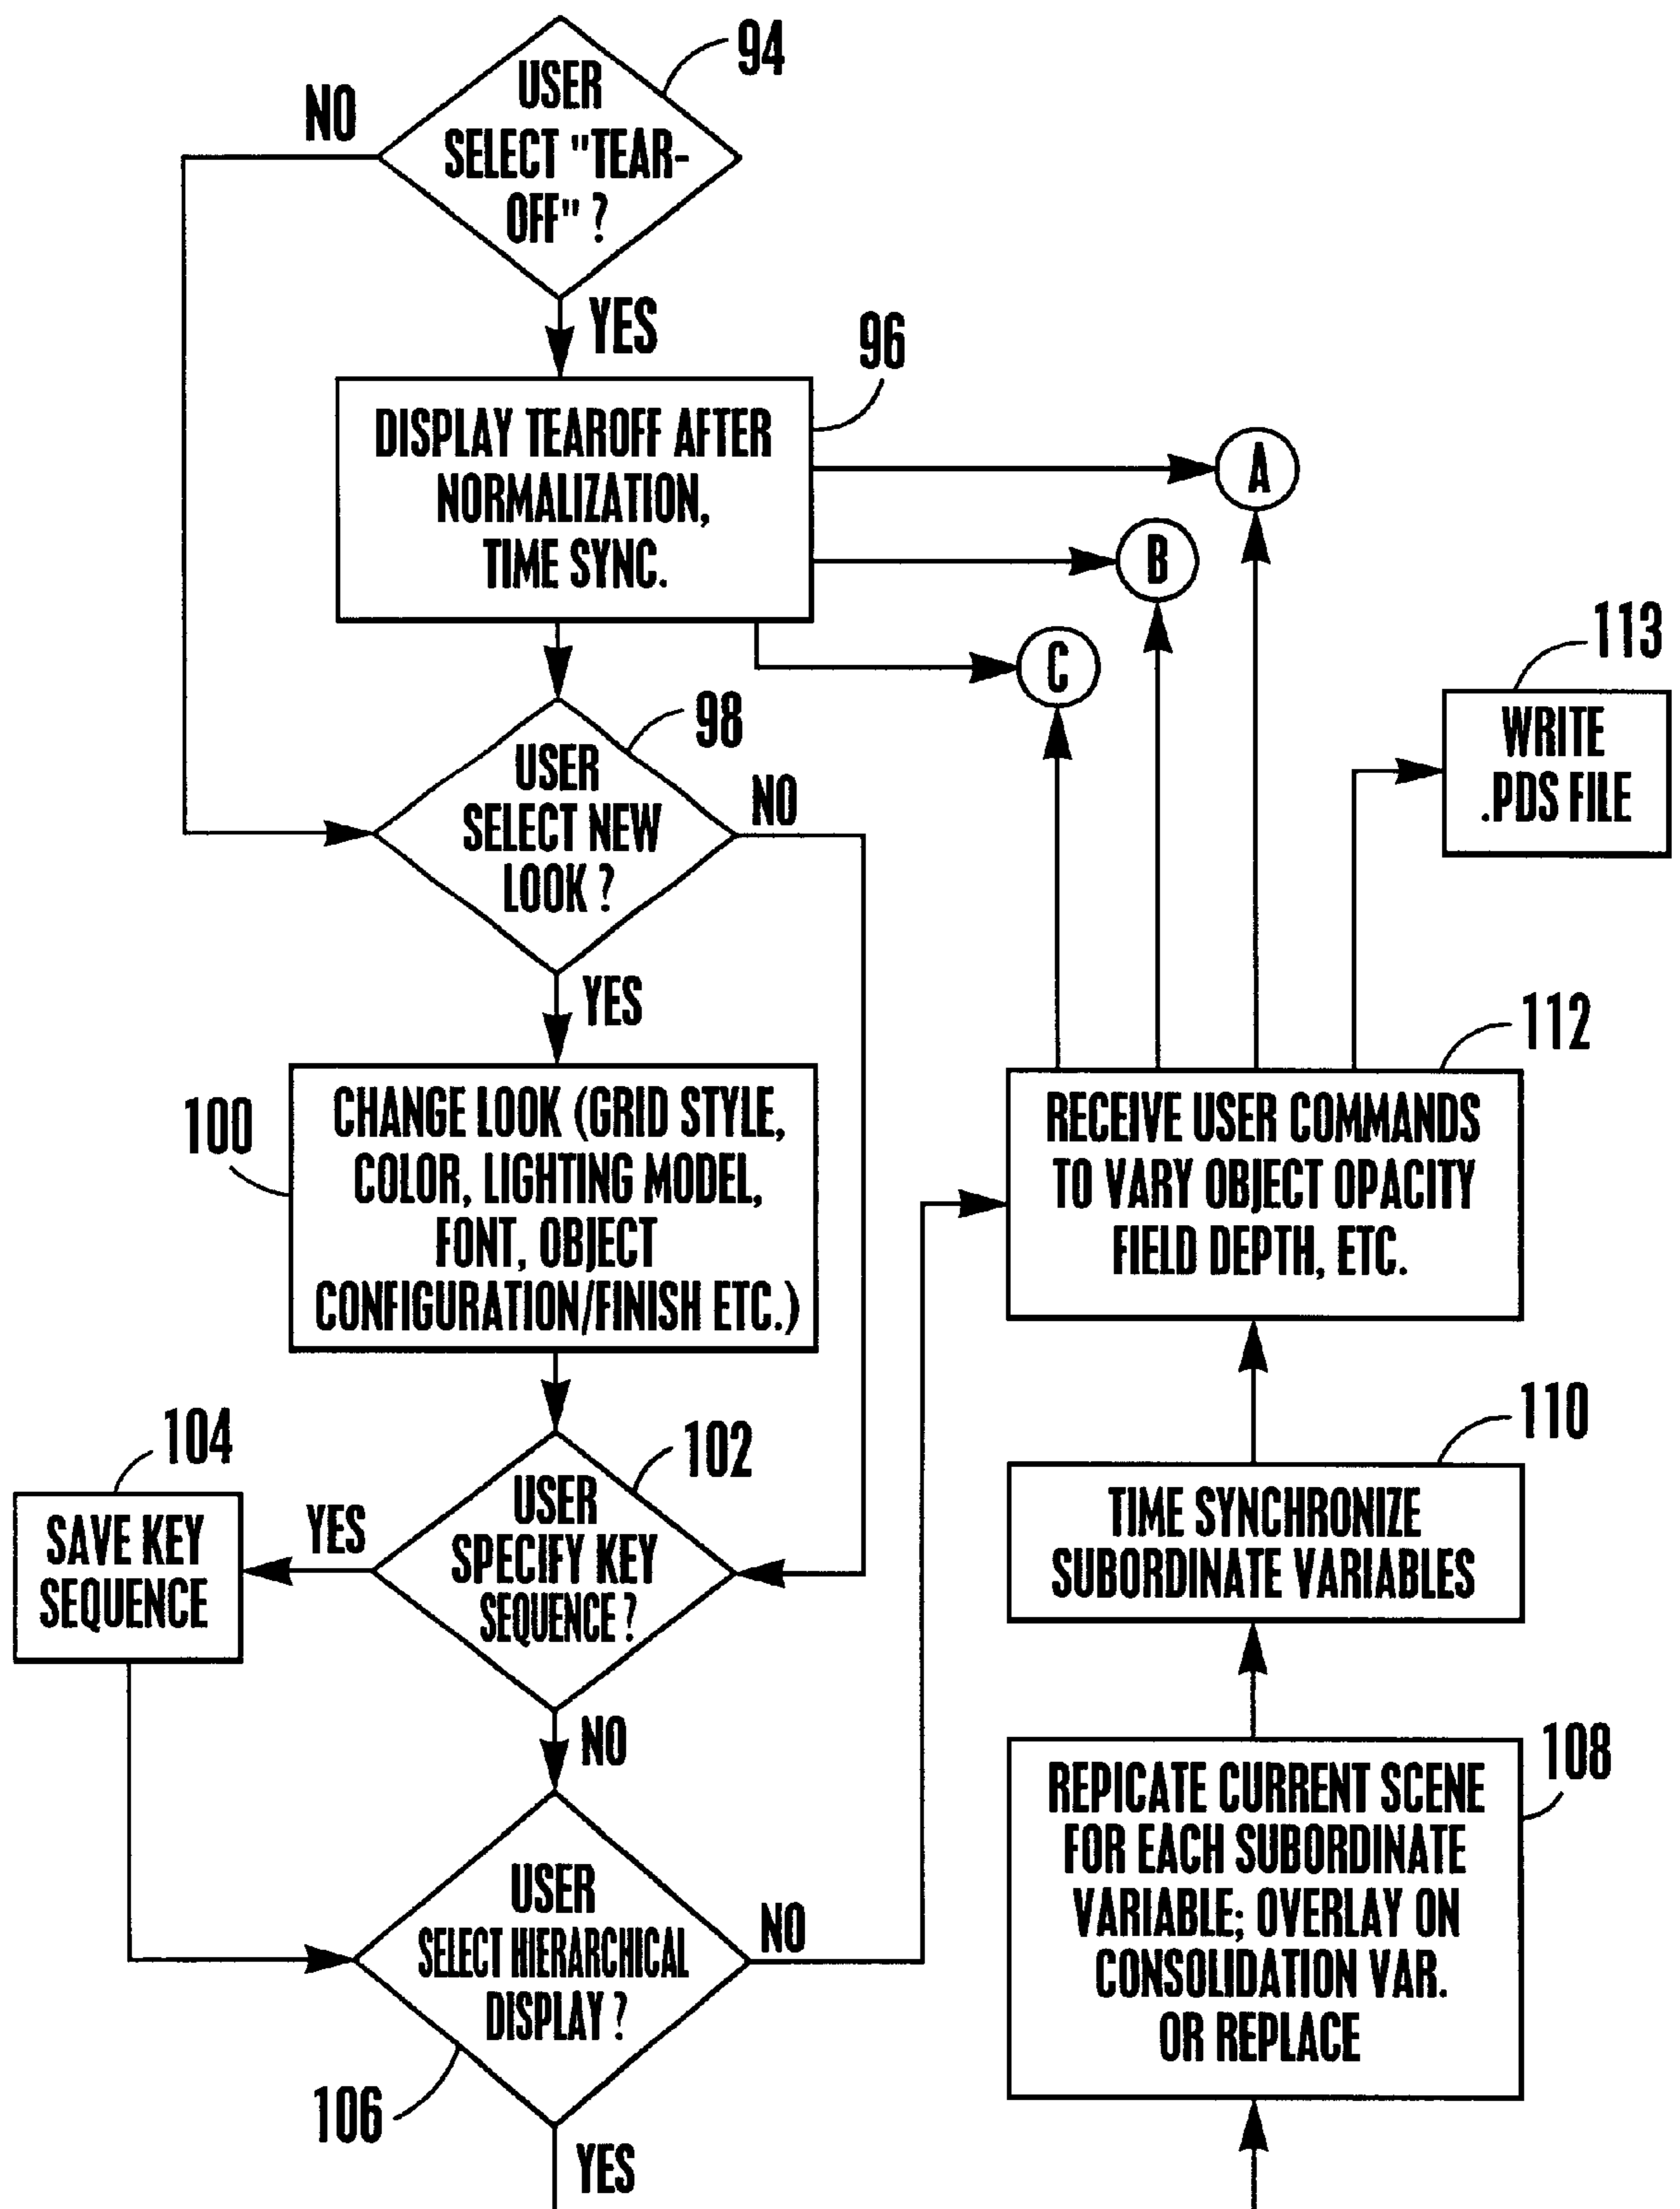 94
USER
SELECT "TEAR-
OFF" ?
NO
YES
96
DISPLAY TEAROFF AFTER
NORMALIZATION,
TIME SYNC.
A
B
C
98
USER
SELECT NEW
LOOK ?
NO
YES
100
CHANGE LOOK (GRID STYLE,
COLOR, LIGHTING MODEL,
FONT, OBJECT
CONFIGURATION/FINISH ETC.)
102
USER
SPECIFY KEY
SEQUENCE ?
YES
104
SAVE KEY
SEQUENCE
NO
USER
SELECT HIERARCHICAL
DISPLAY ?
106
NO
YES
113
WRITE
.PDS FILE
112
RECEIVE USER COMMANDS
TO VARY OBJECT OPACITY
FIELD DEPTH, ETC.
110
TIME SYNCHRONIZE
SUBORDINATE VARIABLES
108
REPICATE CURRENT SCENE
FOR EACH SUBORDINATE
VARIABLE; OVERLAY ON
CONSOLIDATION VAR.
OR REPLACE